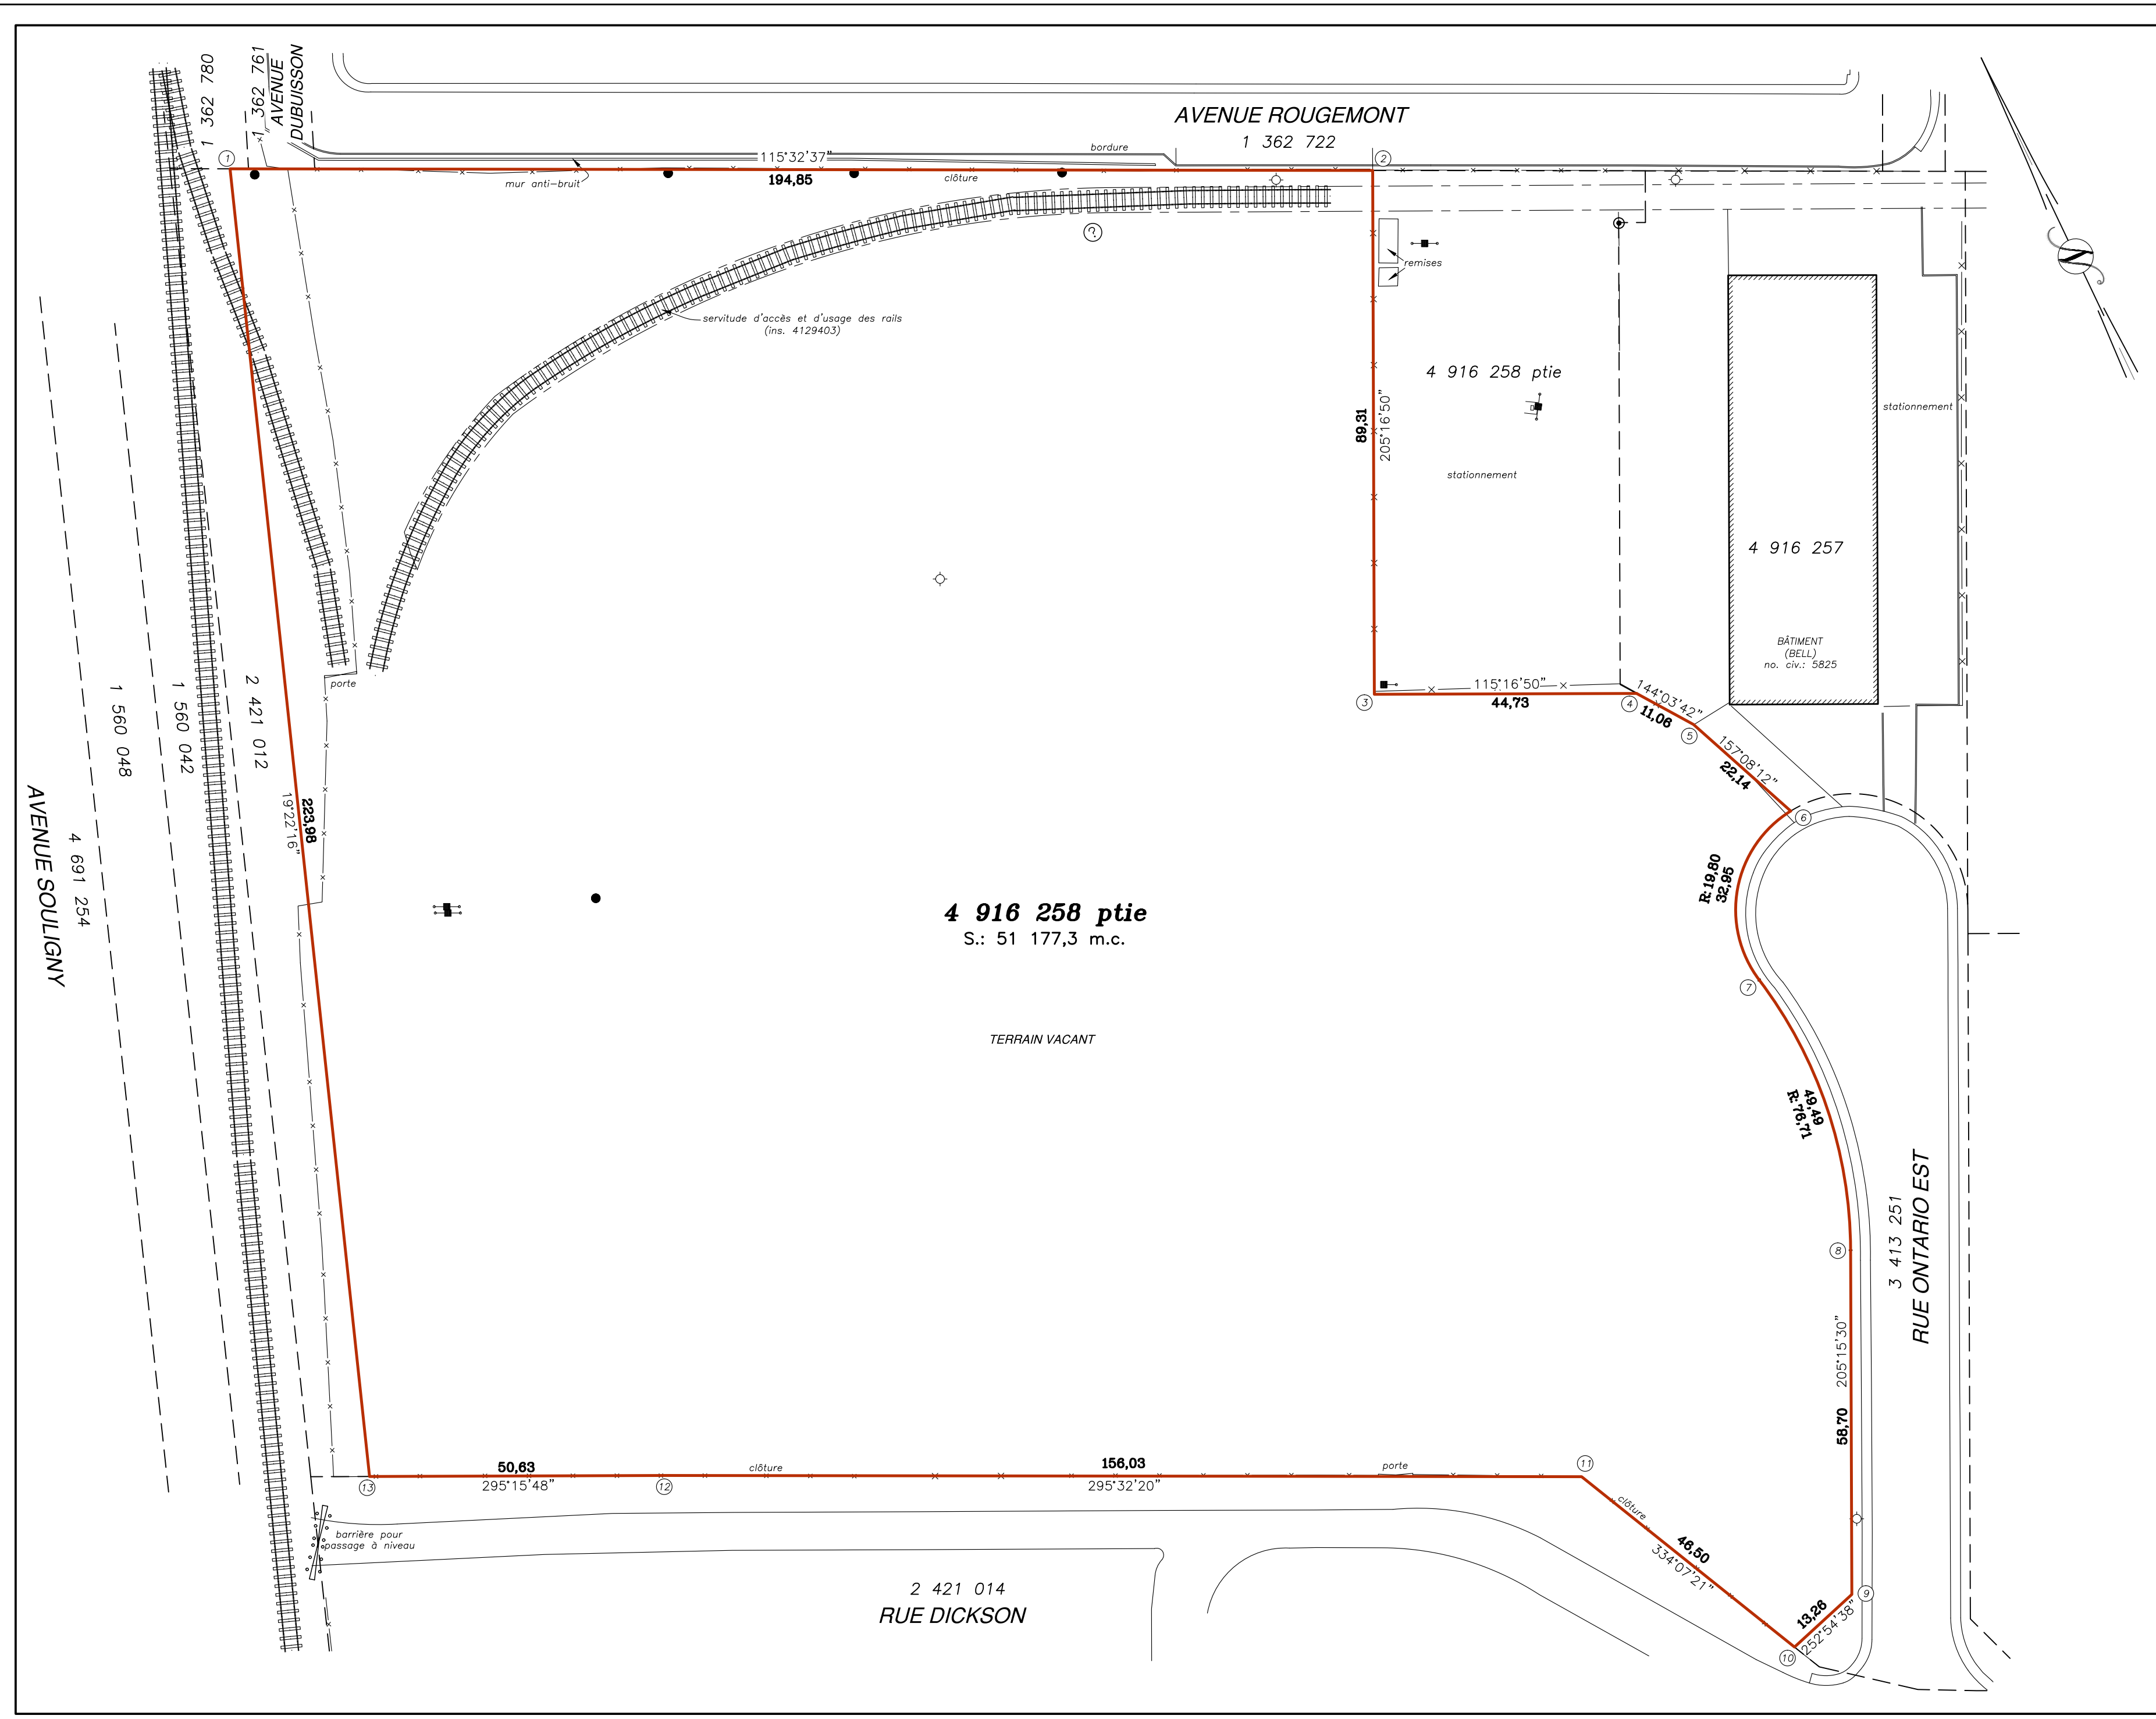 1 362 780
1 362 761
AVENUE
DUBUISSON
AVENUE ROUGEMONT
1 362 722
bordure
1
115°32'37"
194,85
mur anti-bruit
clôture
2
?
remises
servitude d'accès et d'usage des rails
(ins. 4129403)
4 916 258 ptie
89,31
205°16'50"
stationnement
stationnement
4 916 257
BÂTIMENT
(BELL)
no. civ.: 5825
N
porte
3
115°16'50"
44,73
4
144°03'42"
11,06
5
157°08'12"
22,14
6
R:19,80
32,95
7
AVENUE SOULIGNY
4 691 254
1 560 048
1 560 042
2 421 012
223,98
19°22'16"
4 916 258 ptie
S.: 51 177,3 m.c.
TERRAIN VACANT
49,49
R:76,71
3 413 251
RUE ONTARIO EST
8
205°15'30"
58,70
13
50,63
295°15'48"
12
clôture
156,03
295°32'20"
porte
11
clôture
46,50
334°07'21"
9
13,26
252°54'38"
10
barrière pour
passage à niveau
2 421 014
RUE DICKSON